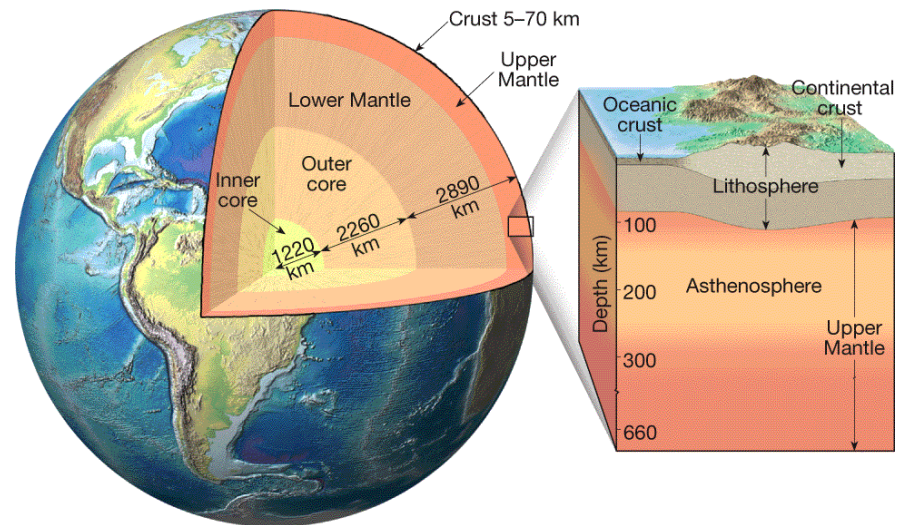 Crust 5–70 km
Upper
Mantle
Lower Mantle
Outer
core
Inner
core
2890
km
2260
km
1220
km
Continental
crust
Oceanic
crust
Lithosphere
Depth (km)
100
200
300
660
Asthenosphere
Upper
Mantle